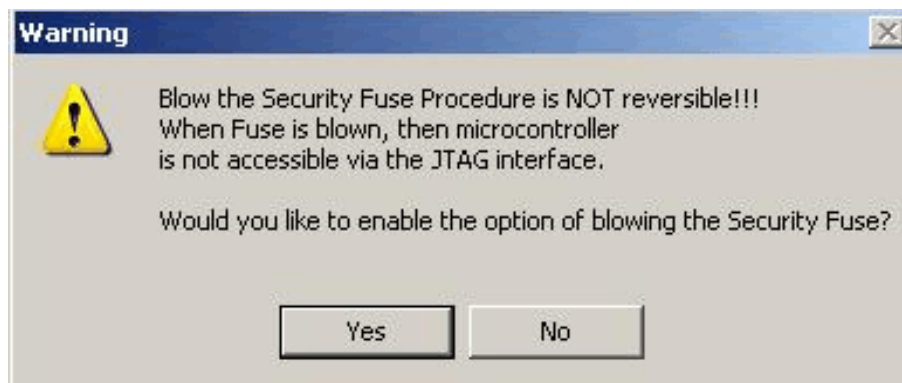 Warning
Blow the Security Fuse Procedure is NOT reversible!!!
When Fuse is blown, then microcontroller
is not accessible via the JTAG interface.
Would you like to enable the option of blowing the Security Fuse?
Yes No